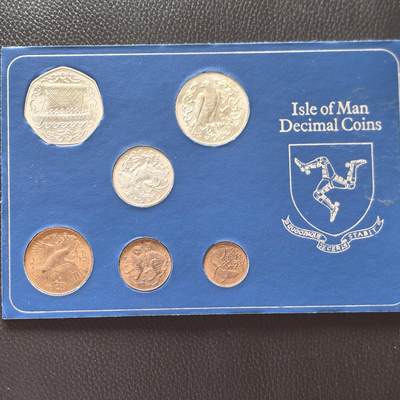 Isle of Man
Decimal Coins
QUOCUNQUE
JECERIS
STABIT